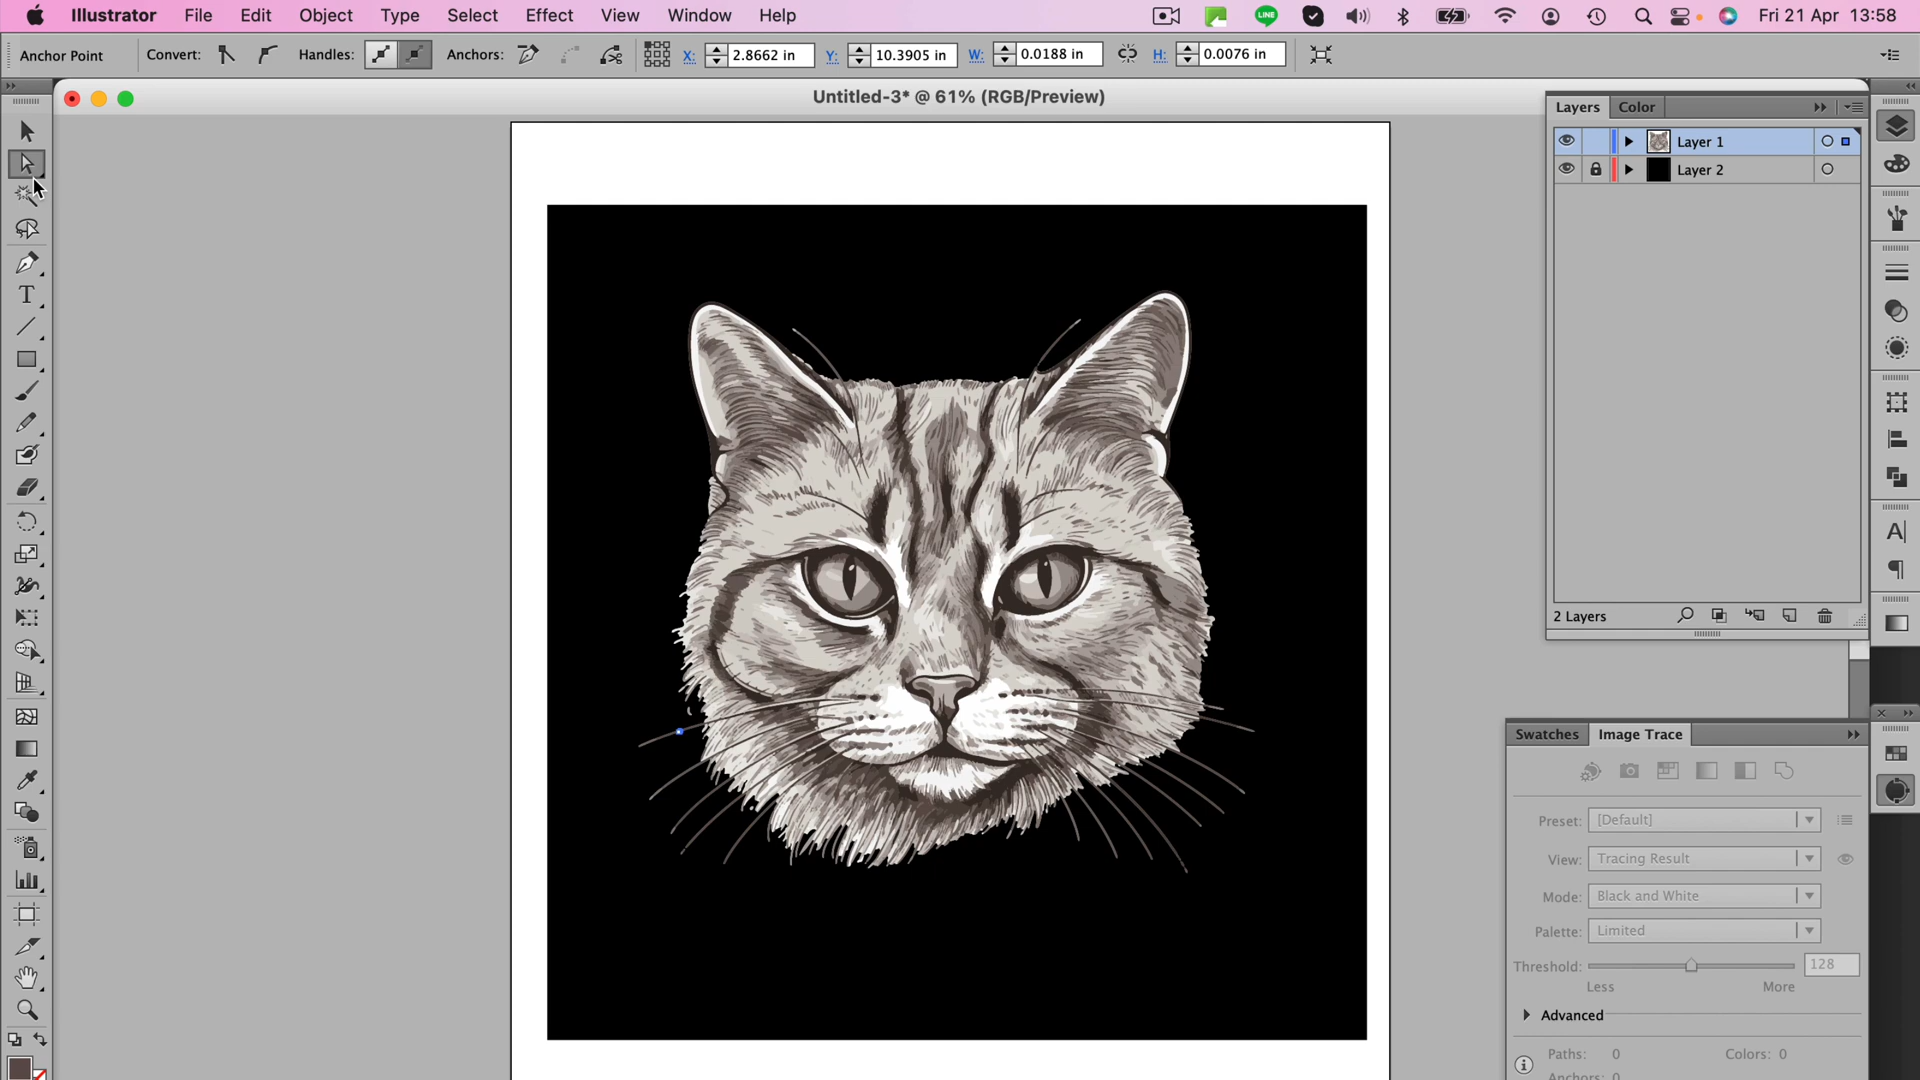 Illustrator File Edit Object Type Select Effect View Window Help Fri 21 Apr 13:58
Anchor Point Convert: Handles: Anchors: X: 2.8662 in Y: 10.3905 in W: 0.0188 in H: 0.0076 in
Untitled-3* @ 61% (RGB/Preview)
Layers Color
Layer 1
Layer 2
2 Layers
Swatches Image Trace
Preset: [Default]
View: Tracing Result
Mode: Black and White
Palette: Limited
Threshold: 128
Less More
Advanced
Paths: 0 Colors: 0
Anchors: 0